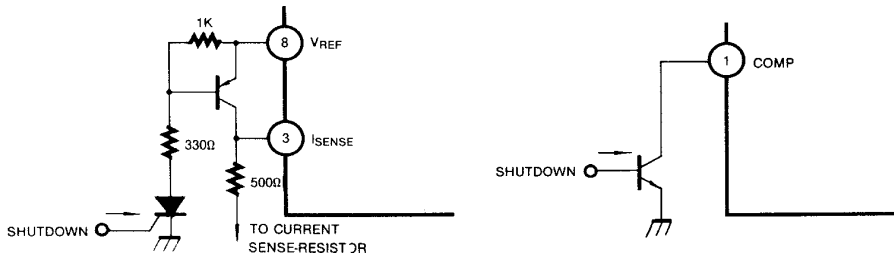 1K
8 VREF
330Ω
3 ISENSE
500Ω
SHUTDOWN
TO CURRENT
SENSE-RESISTOR
1 COMP
SHUTDOWN